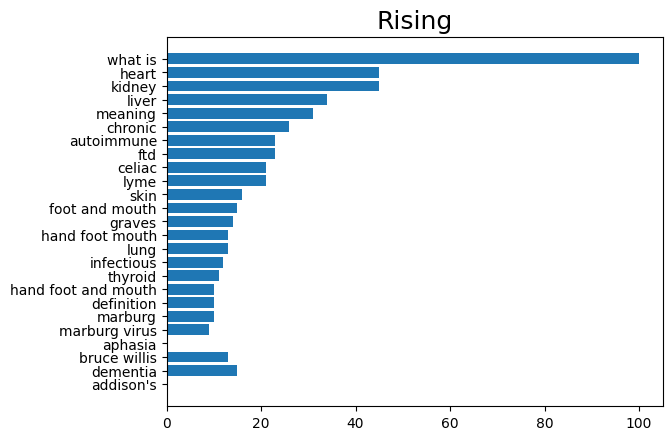 Rising
what is
heart
kidney
liver
meaning
chronic
autoimmune
ftd
celiac
lyme
skin
foot and mouth
graves
hand foot mouth
lung
infectious
thyroid
hand foot and mouth
definition
marburg
marburg virus
aphasia
bruce willis
dementia
addison's
0 20 40 60 80 100